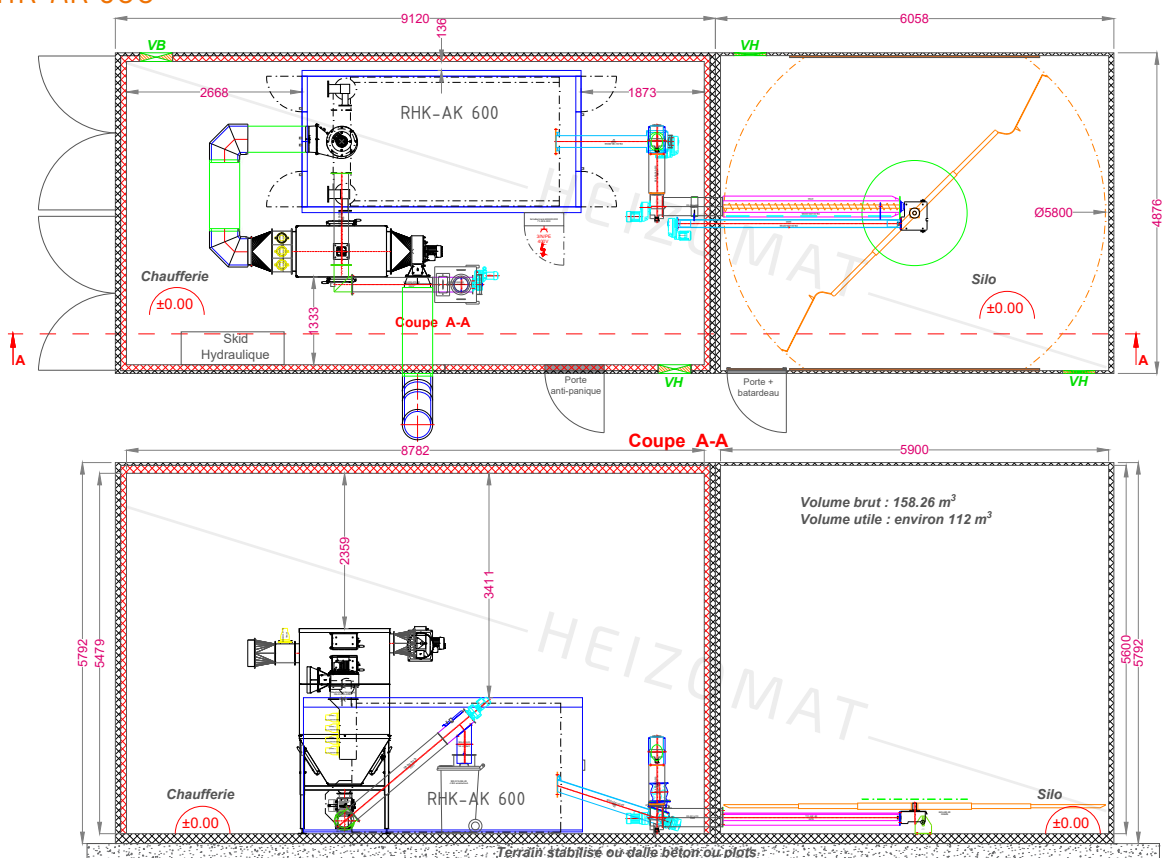 RHK-AK 600
9120
6058
136
VB
VH
2668
1873
RHK-AK 600
HEIZOMAT
Ø5800
4876
Chaufferie
±0.00
Silo
±0.00
1333
Coupe A-A
Skid
Hydraulique
A
A
VH
VH
Porte
anti-panique
Porte +
batardeau
Coupe A-A
8782
5900
Volume brut : 158.26 m³
Volume utile : environ 112 m³
2359
3411
5792
5479
5600
5792
HEIZOMAT
Chaufferie
±0.00
RHK-AK 600
Silo
±0.00
Terrain stabilisé ou dalle béton ou plots